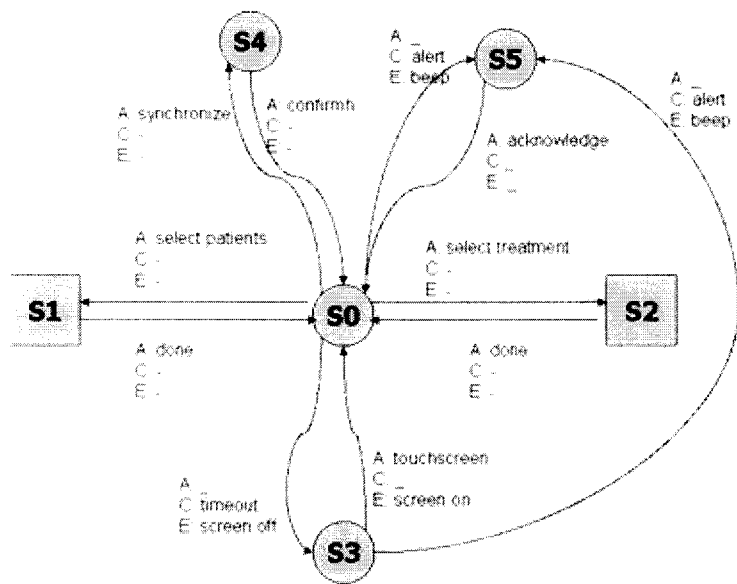 S4
A: synchronize
C: -
E: -
A: confirmh
C: -
E: -
A: _
C: alert
E: beep
S5
A: acknowledge
C: _
E: _
A: _
C: alert
E: beep
A: select patients
C: -
E: -
A: select treatment
C: -
E: -
S1
S0
S2
A: done
C: -
E: -
A: done
C: -
E: -
A: _
C: timeout
E: screen off
A: touchscreen
C: _
E: screen on
S3